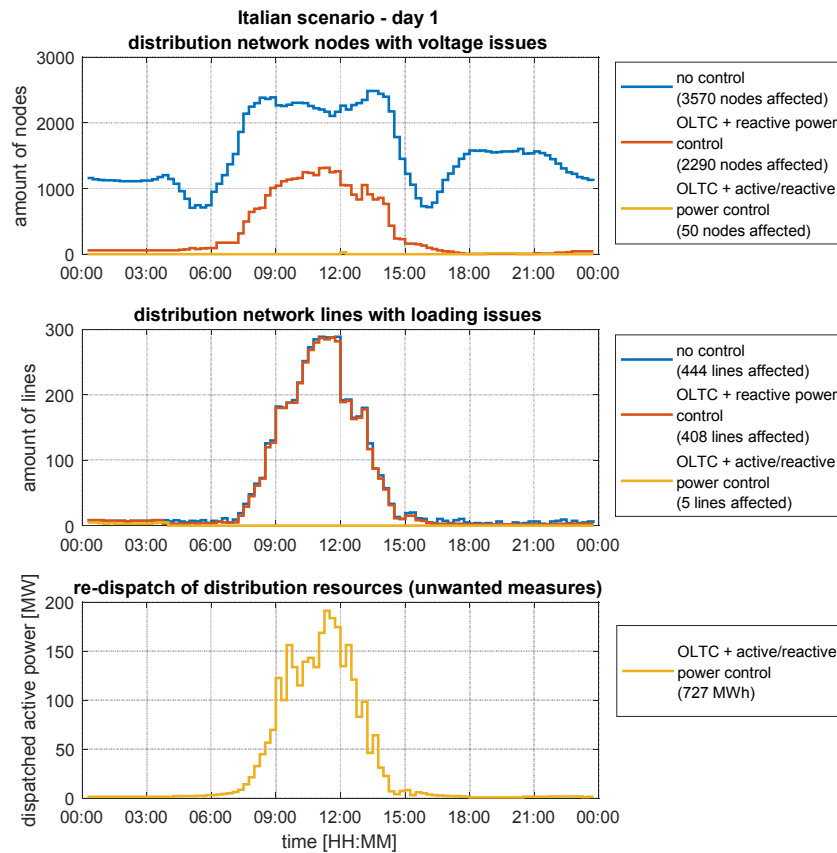 Italian scenario - day 1
distribution network nodes with voltage issues
amount of nodes
3000
2000
1000
0
00:00 03:00 06:00 09:00 12:00 15:00 18:00 21:00 00:00
no control
(3570 nodes affected)
OLTC + reactive power
control
(2290 nodes affected)
OLTC + active/reactive
power control
(50 nodes affected)
distribution network lines with loading issues
amount of lines
300
200
100
0
00:00 03:00 06:00 09:00 12:00 15:00 18:00 21:00 00:00
no control
(444 lines affected)
OLTC + reactive power
control
(408 lines affected)
OLTC + active/reactive
power control
(5 lines affected)
re-dispatch of distribution resources (unwanted measures)
dispatched active power [MW]
200
150
100
50
0
00:00 03:00 06:00 09:00 12:00 15:00 18:00 21:00 00:00
time [HH:MM]
OLTC + active/reactive
power control
(727 MWh)